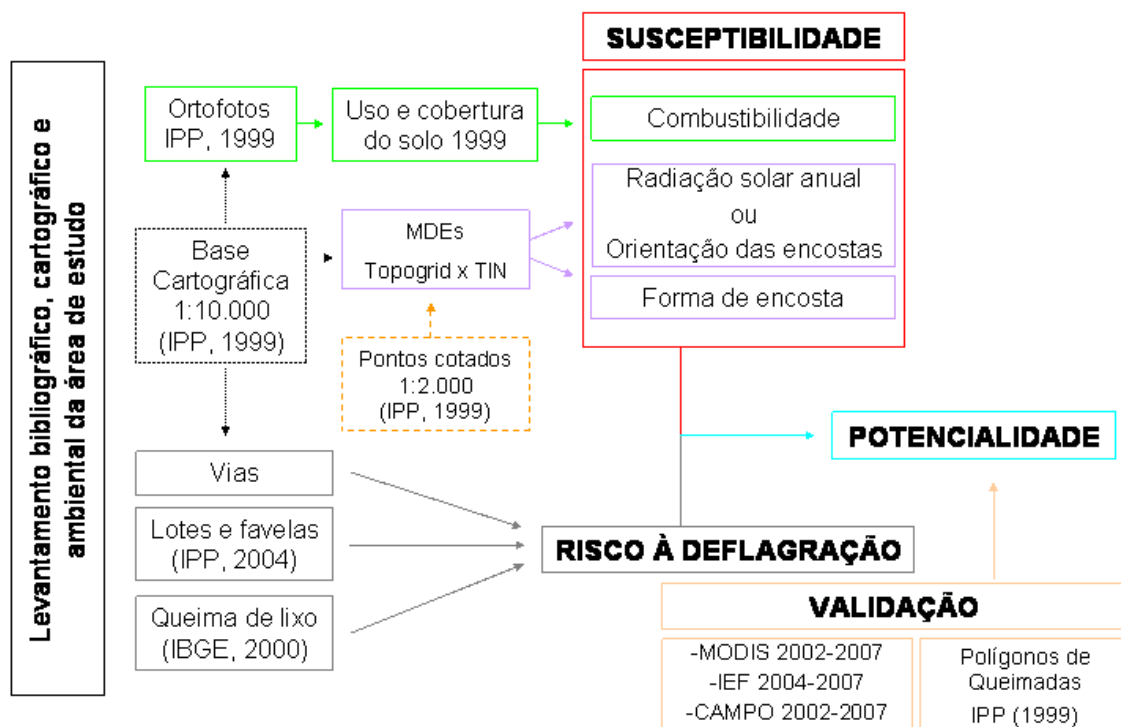 Levantamento bibliográfico, cartográfico e
ambiental da área de estudo
Ortofotos
IPP, 1999
Uso e cobertura
do solo 1999
SUSCEPTIBILIDADE
Combustibilidade
Radiação solar anual
ou
Orientação das encostas
Forma de encosta
Base
Cartográfica
1:10.000
(IPP, 1999)
MDEs
Topogrid x TIN
Pontos cotados
1:2.000
(IPP, 1999)
POTENCIALIDADE
Vias
Lotes e favelas
(IPP, 2004)
Queima de lixo
(IBGE, 2000)
RISCO À DEFLAGRAÇÃO
VALIDAÇÃO
-MODIS 2002-2007
-IEF 2004-2007
-CAMPO 2002-2007
Polígonos de
Queimadas
IPP (1999)